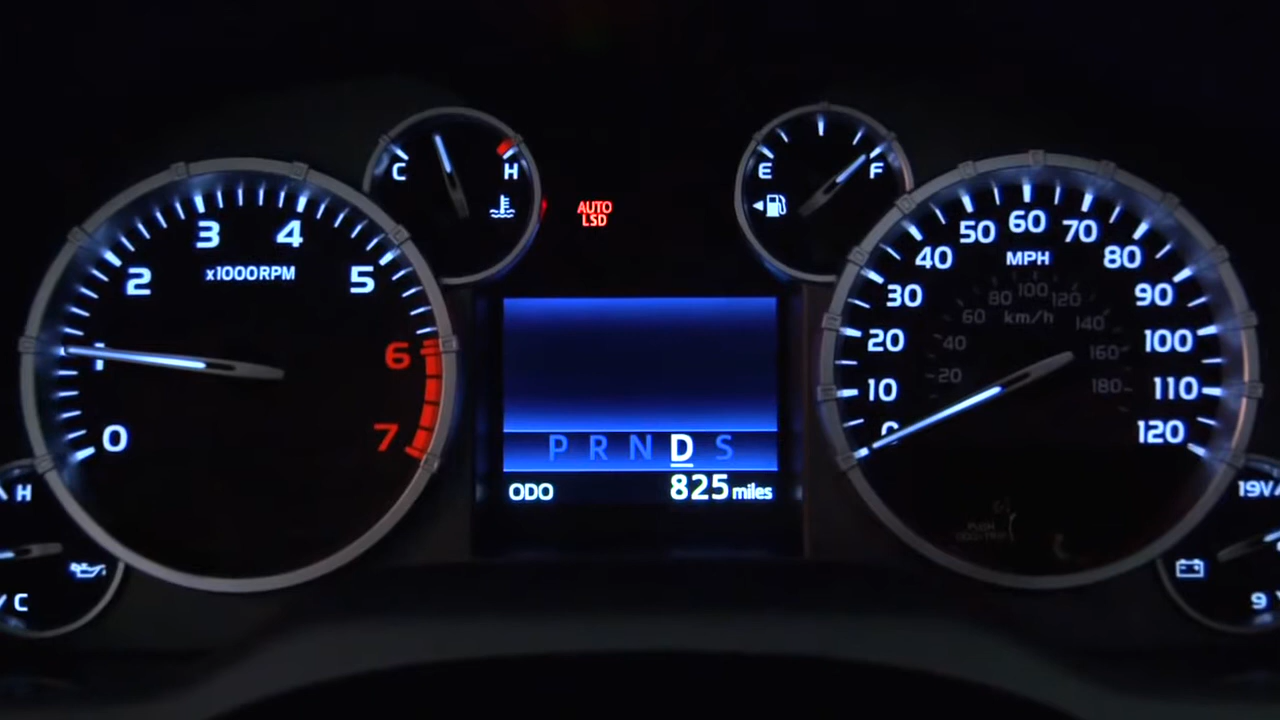 C H
AUTO
LSD
E F
0 1 2 3 4 5 6 7
x1000RPM
0 10 20 30 40 50 60 70 80 90 100 110 120
MPH
20 40 60 80 100 120 140 160 180
km/h
P R N D S
ODO 825 miles
H
C
19V
9